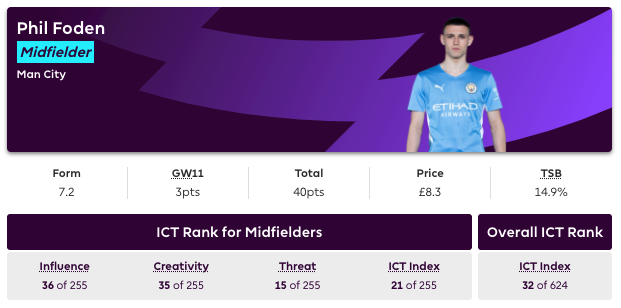 Phil Foden
Midfielder
Man City
ETIHAD
AIRWAYS
Form GW11 Total Price TSB
7.2 3pts 40pts £8.3 14.9%
ICT Rank for Midfielders Overall ICT Rank
Influence Creativity Threat ICT Index ICT Index
36 of 255 35 of 255 15 of 255 21 of 255 32 of 624